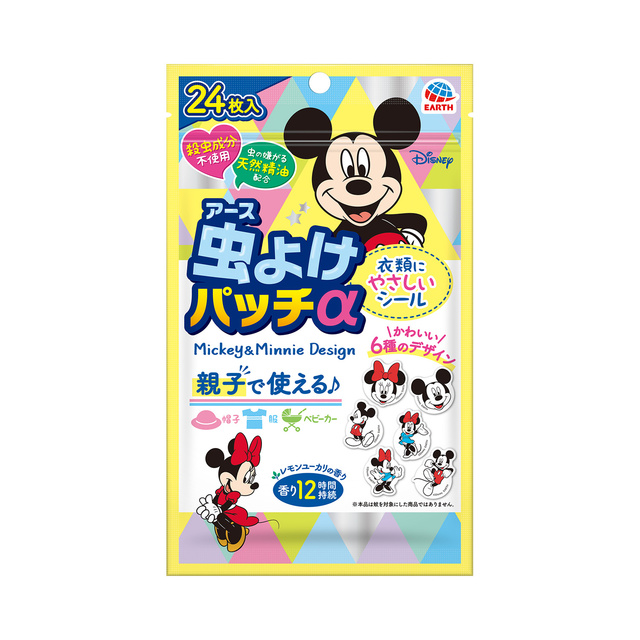 24枚入
EARTH
殺虫成分
不使用
虫の嫌がる
天然精油
配合
Disney
アース
虫よけ
パッチα
衣類に
やさしい
シール
Mickey&Minnie Design
かわいい
6種のデザイン
親子で使える♪
帽子
服
ベビーカー
レモンユーカリの香り
香り12時間
持続
※本品は蚊を対象にした商品ではありません。